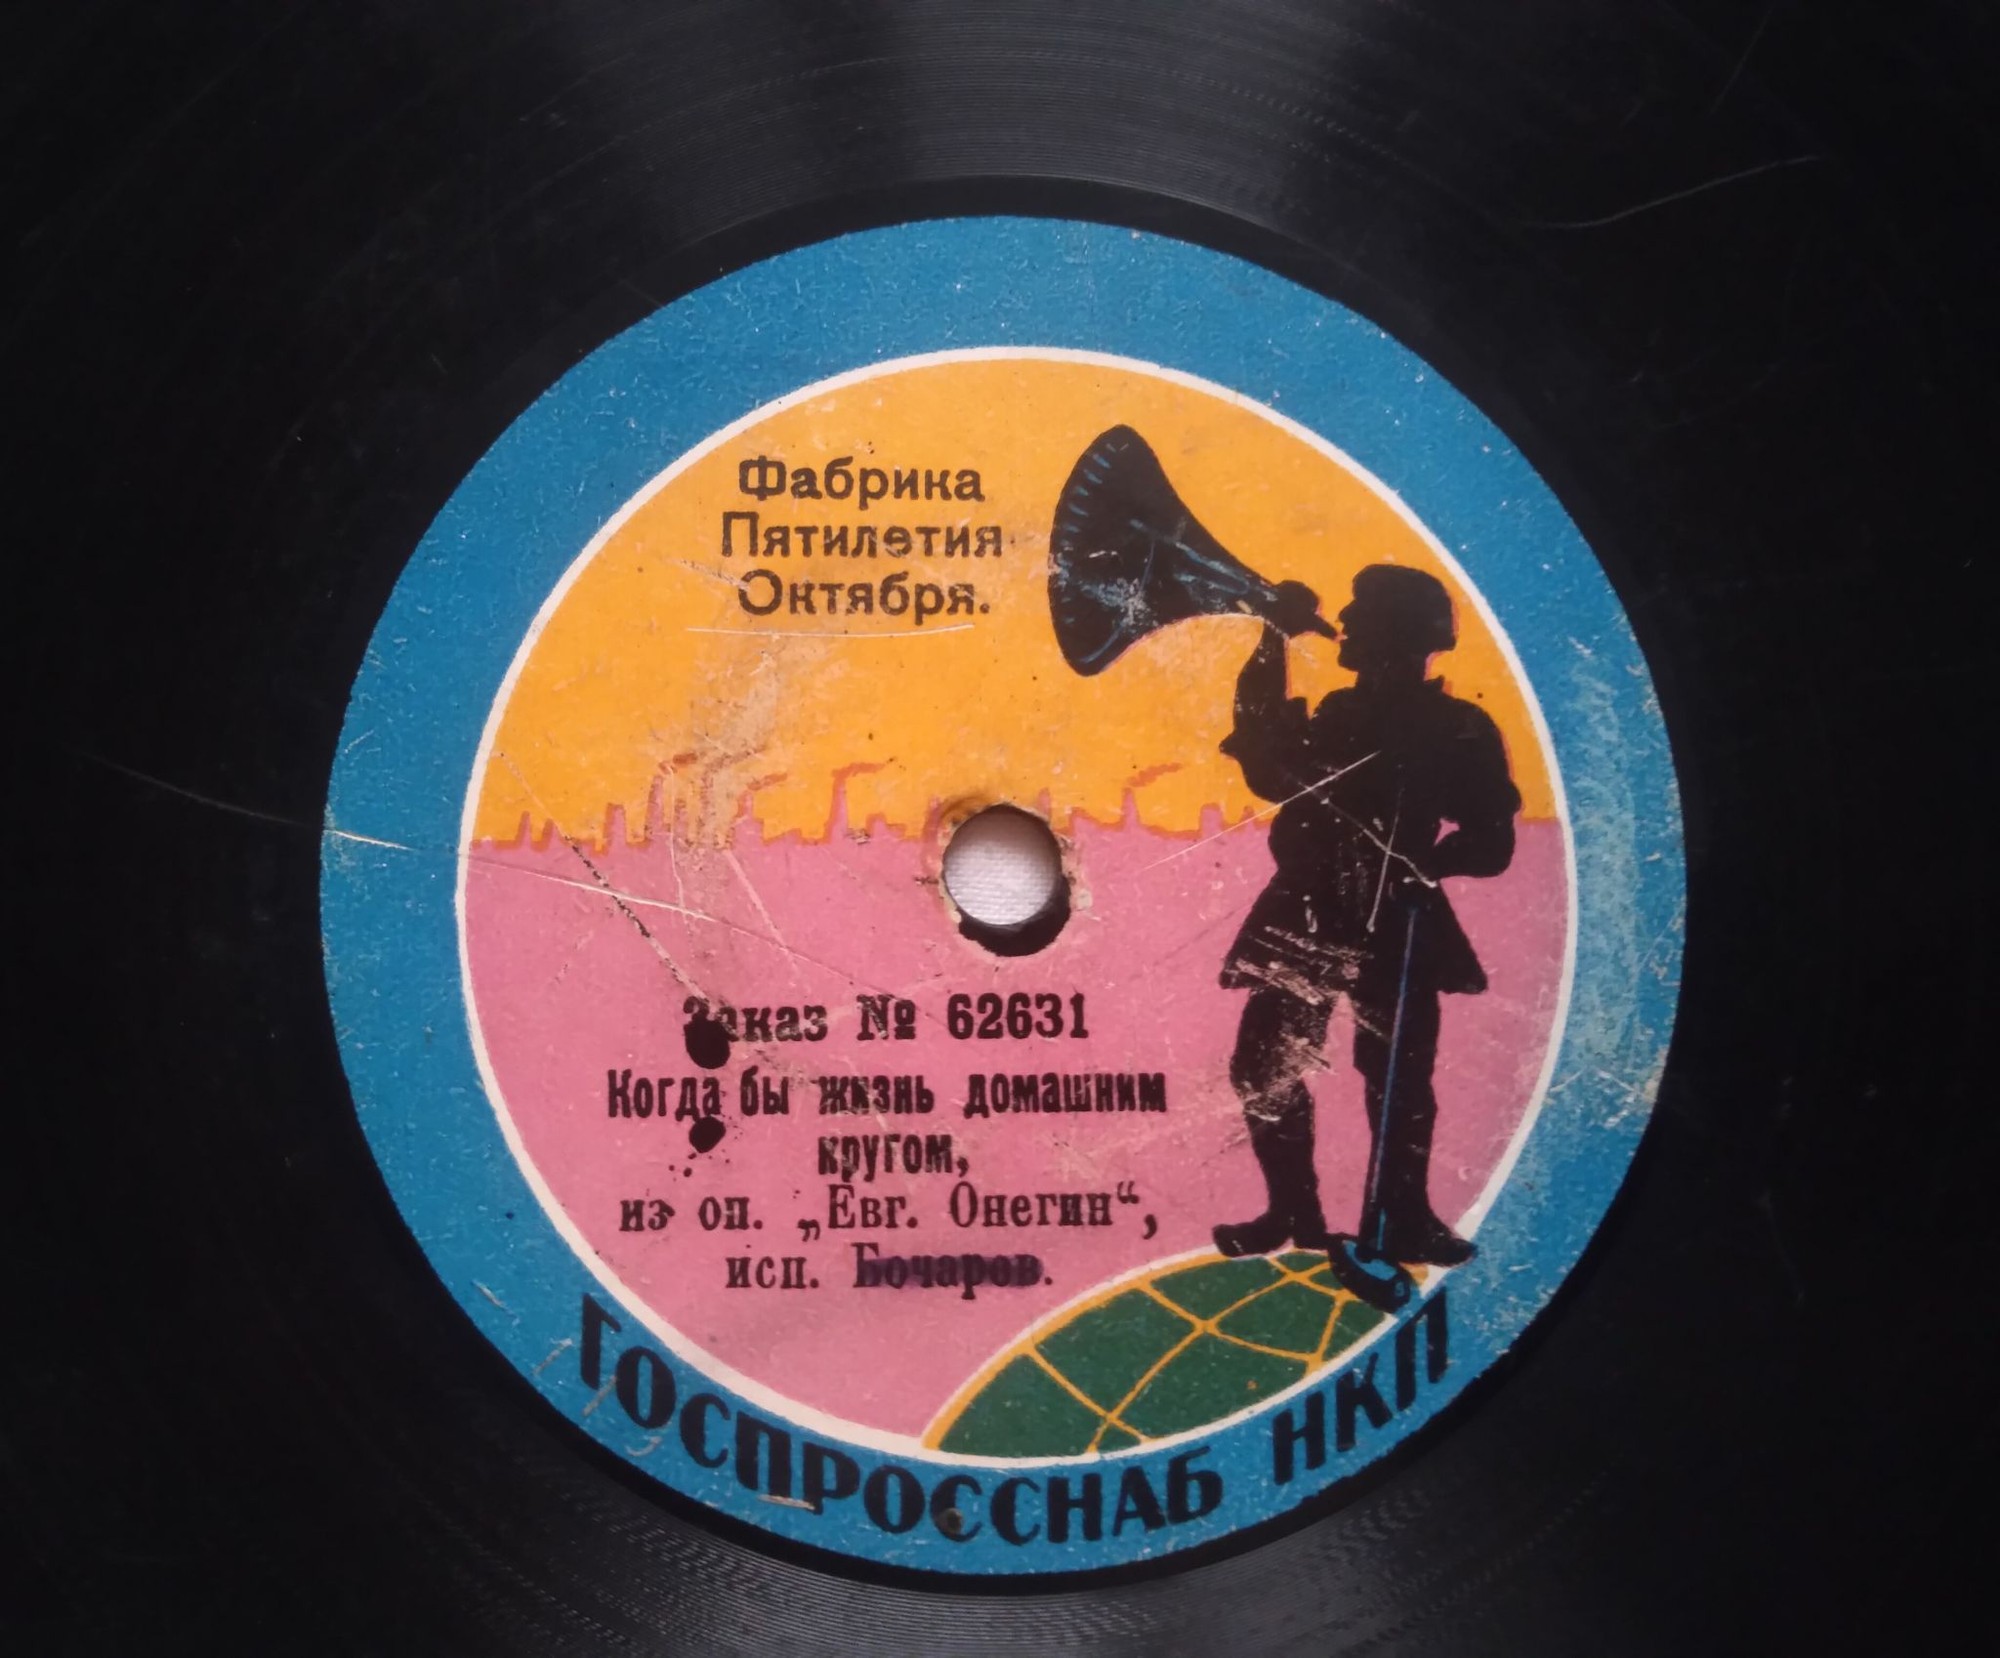 Фабрика
Пятилетия
Октября.
Заказ № 62631
Когда бы жизнь домашним
кругом,
из оп. „Евг. Онегин“,
исп. Бочаров.
ГОСПРОССНАБ НКП